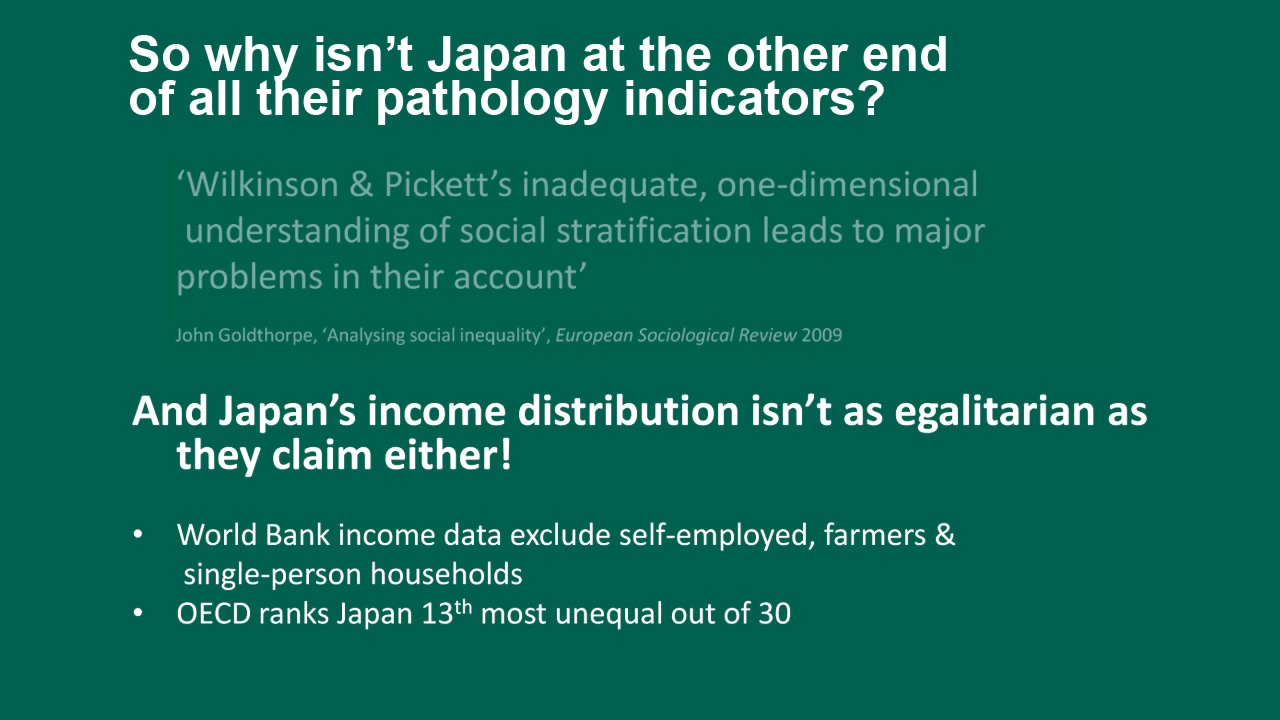 So why isn’t Japan at the other end
of all their pathology indicators?
‘Wilkinson & Pickett’s inadequate, one-dimensional
understanding of social stratification leads to major
problems in their account’
John Goldthorpe, ‘Analysing social inequality’, European Sociological Review 2009
And Japan’s income distribution isn’t as egalitarian as
they claim either!
• World Bank income data exclude self-employed, farmers &
single-person households
• OECD ranks Japan 13th most unequal out of 30